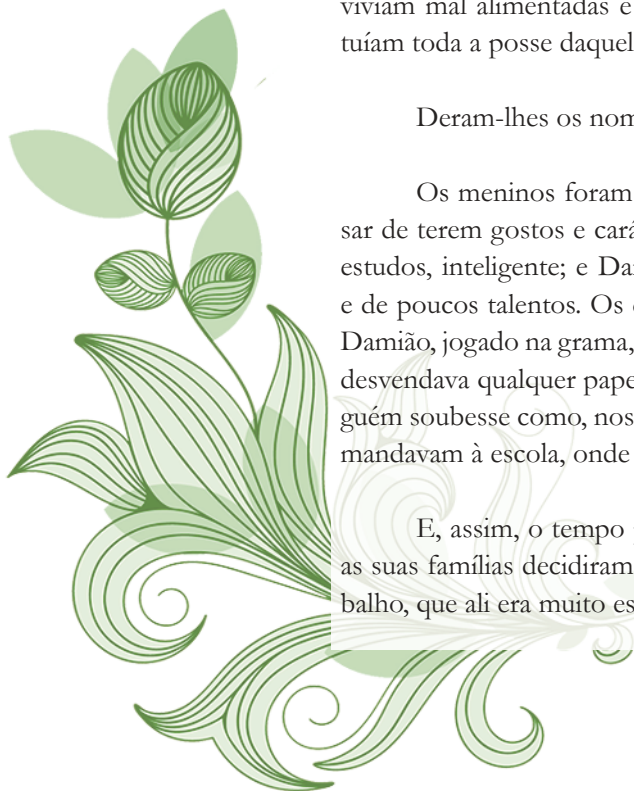 viviam mal alimentadas e
tuíam toda a posse daquel
Deram-lhes os nom
Os meninos foram
sar de terem gostos e cará
estudos, inteligente; e Da
e de poucos talentos. Os
Damião, jogado na grama,
desvendava qualquer pape
guém soubesse como, nos
mandavam à escola, onde
E, assim, o tempo
as suas famílias decidiram
balho, que ali era muito es